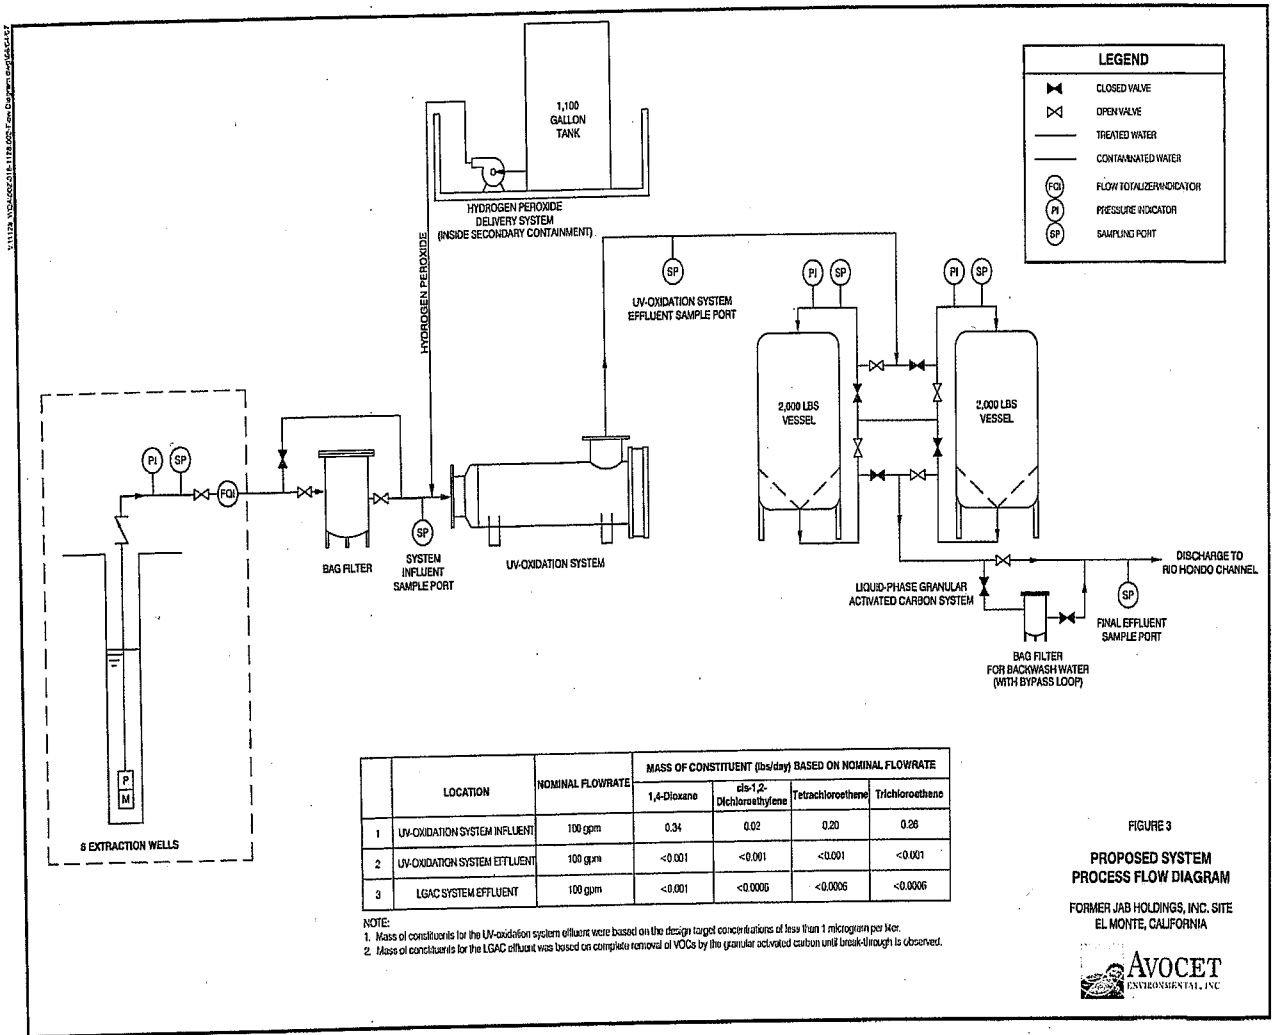 1,100
GALLON
TANK
HYDROGEN PEROXIDE
DELIVERY SYSTEM
(INSIDE SECONDARY CONTAINMENT)
HYDROGEN PEROXIDE
LEGEND
CLOSED VALVE
OPEN VALVE
TREATED WATER
CONTAMINATED WATER
FQI FLOW TOTALIZER/INDICATOR
PI PRESSURE INDICATOR
SP SAMPLING PORT
SP
UV-OXIDATION SYSTEM
EFFLUENT SAMPLE PORT
PI SP
PI SP
2,000 LBS
VESSEL
2,000 LBS
VESSEL
PI SP
FQI
P
M
6 EXTRACTION WELLS
BAG FILTER
SP
SYSTEM
INFLUENT
SAMPLE PORT
UV-OXIDATION SYSTEM
LIQUID-PHASE GRANULAR
ACTIVATED CARBON SYSTEM
DISCHARGE TO
RIO HONDO CHANNEL
SP
FINAL EFFLUENT
SAMPLE PORT
BAG FILTER
FOR BACKWASH WATER
(WITH BYPASS LOOP)
LOCATION NOMINAL FLOWRATE MASS OF CONSTITUENT (lbs/day) BASED ON NOMINAL FLOWRATE
1,4-Dioxane cis-1,2-Dichloroethylene Tetrachloroethene Trichloroethene
1 UV-OXIDATION SYSTEM INFLUENT 100 gpm 0.34 0.02 0.20 0.26
2 UV-OXIDATION SYSTEM EFFLUENT 100 gpm <0.001 <0.001 <0.001 <0.001
3 LGAC SYSTEM EFFLUENT 100 gpm <0.001 <0.0006 <0.0006 <0.0006
NOTE:
1. Mass of constituents for the UV-oxidation system effluent were based on the design target concentrations of less than 1 microgram per liter.
2. Mass of constituents for the LGAC effluent was based on complete removal of VOCs by the granular activated carbon until break-through is observed.
FIGURE 3
PROPOSED SYSTEM
PROCESS FLOW DIAGRAM
FORMER JAB HOLDINGS, INC. SITE
EL MONTE, CALIFORNIA
AVOCET
ENVIRONMENTAL, INC